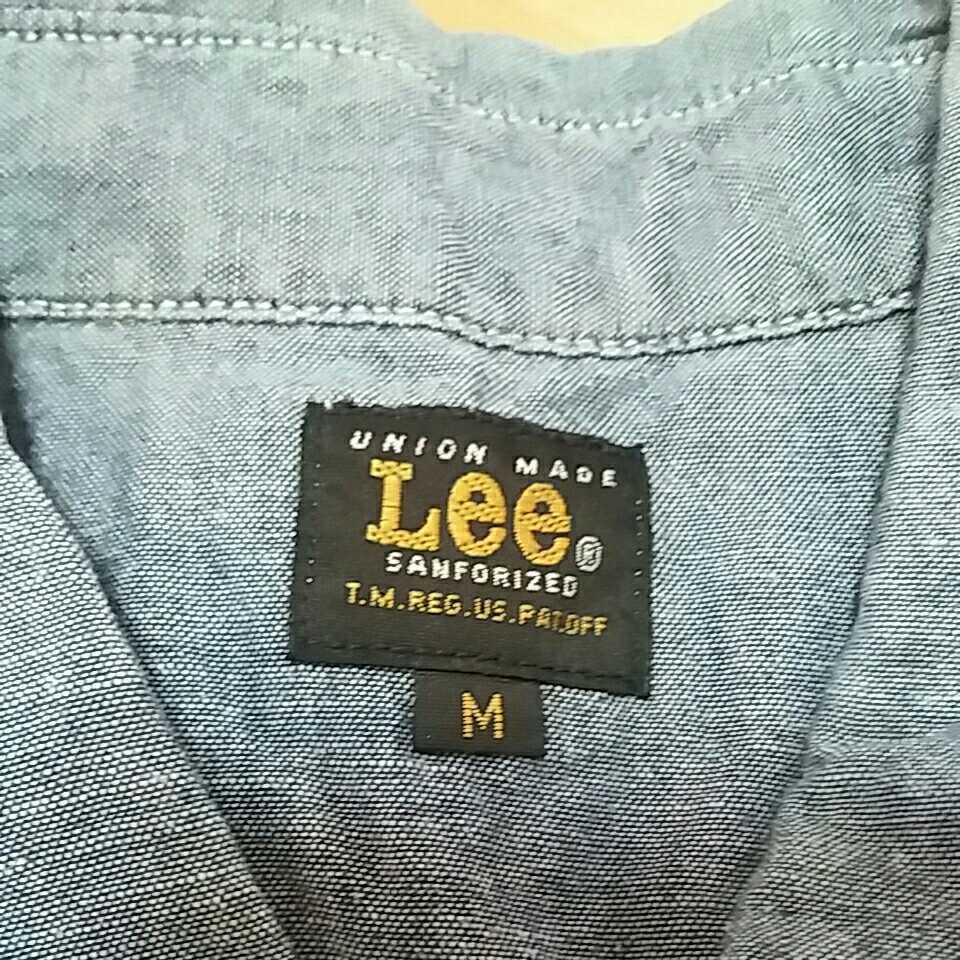 UNION MADE
Lee®
SANFORIZED
T.M.REG.US.PAT.OFF
M